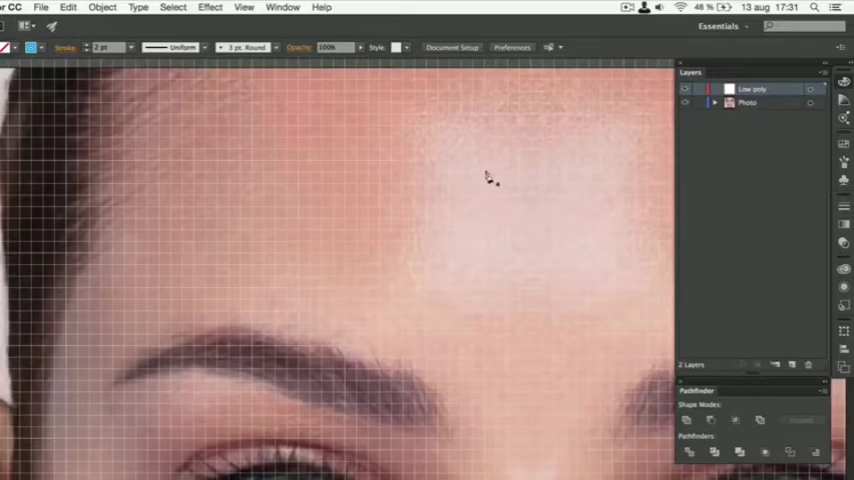 or CC File Edit Object Type Select Effect View Window Help 48 % 13 aug 17:31
Essentials
Stroke: 2 pt Uniform 3 pt. Round Opacity: 100% Style: Document Setup Preferences
Layers
Low poly
Photo
2 Layers
Pathfinder
Shape Modes:
Expand
Pathfinders: